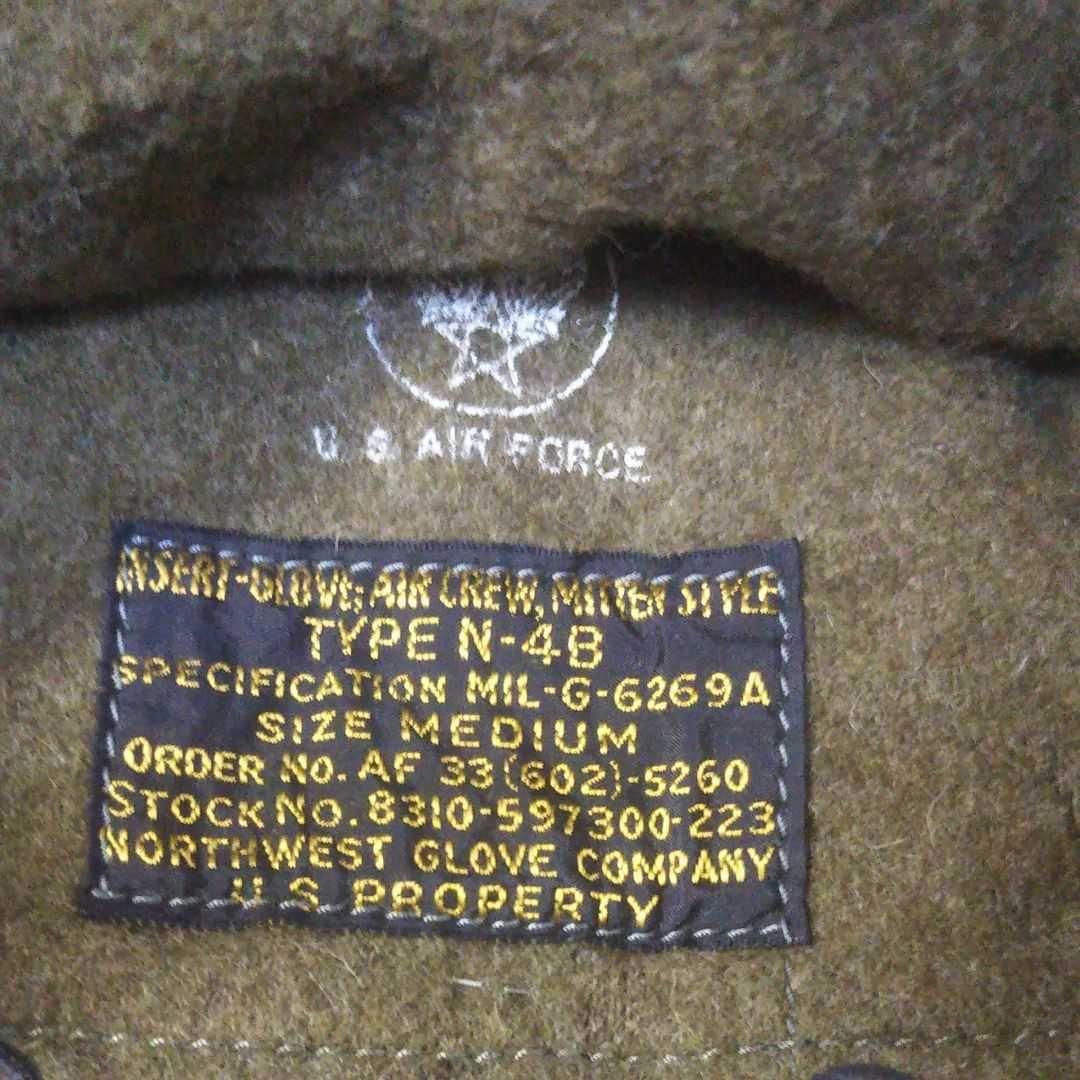 U. S. AIR FORCE
INSERT-GLOVE; AIR CREW, MITTEN STYLE
TYPE N-4B
SPECIFICATION MIL-G-6269A
SIZE MEDIUM
ORDER NO. AF 33(602)-5260
STOCK NO. 8310-597300-223
NORTHWEST GLOVE COMPANY
U.S. PROPERTY